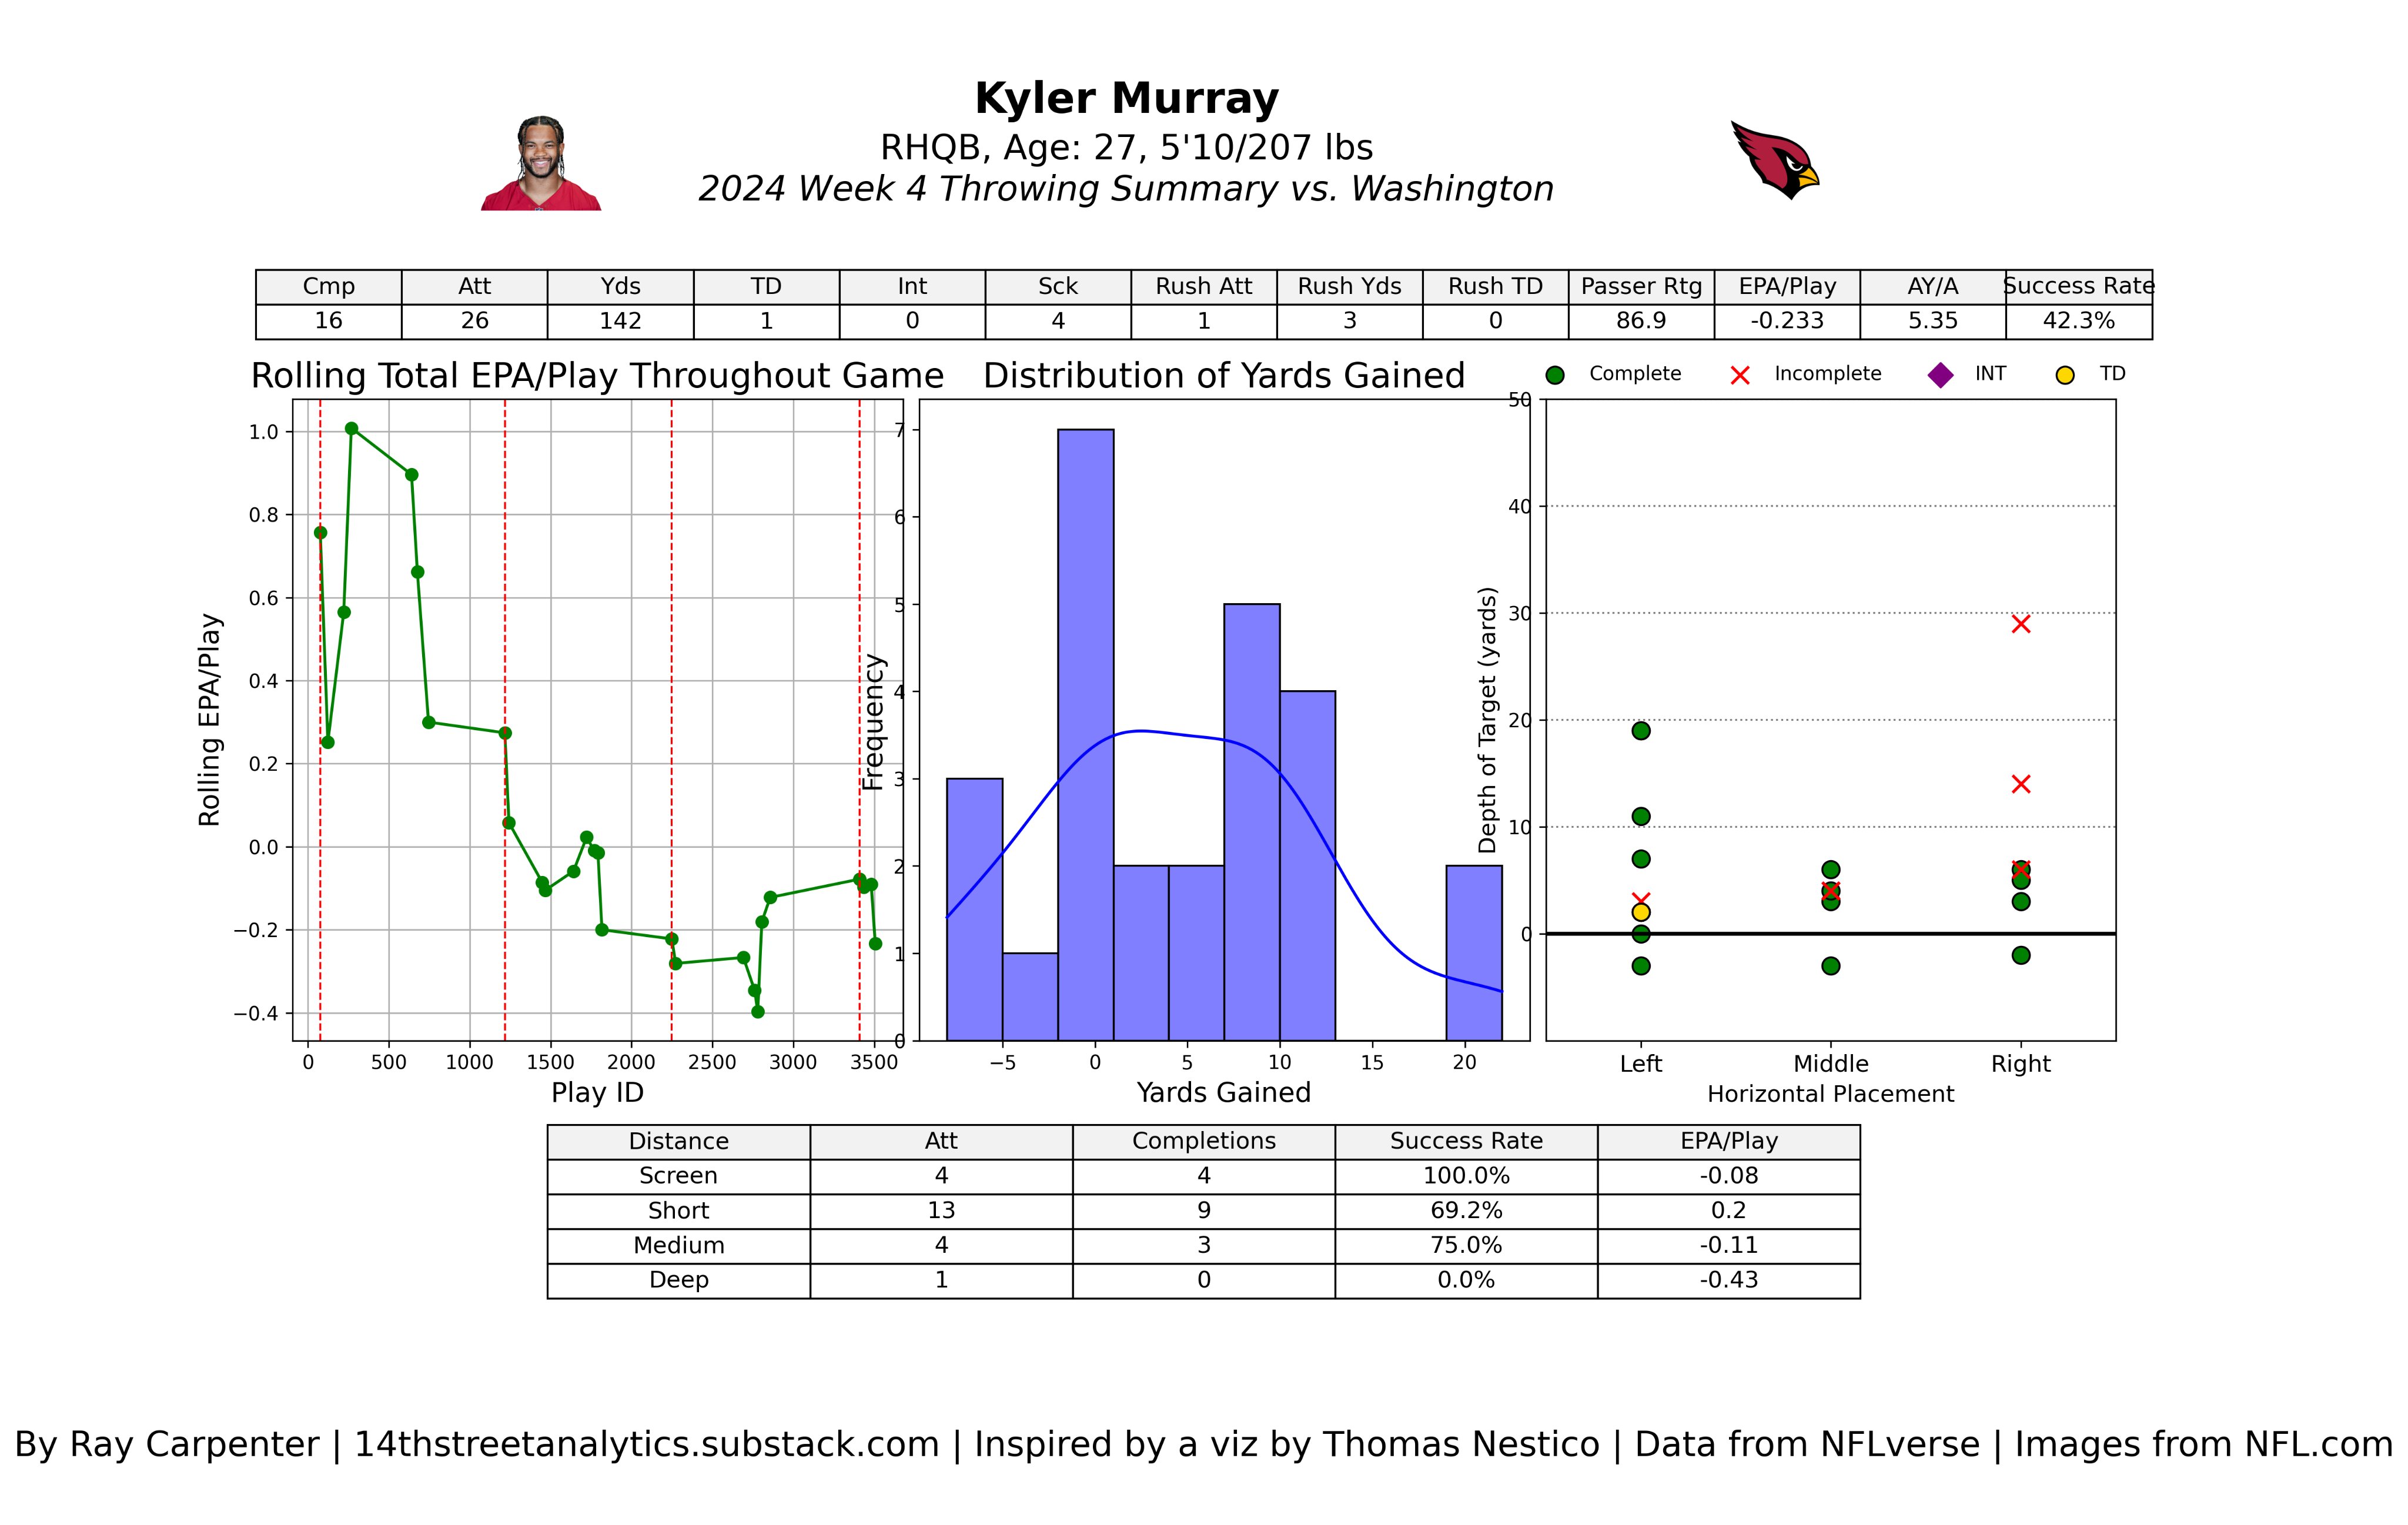 Kyler Murray
RHQB, Age: 27, 5'10/207 lbs
2024 Week 4 Throwing Summary vs. Washington
Cmp Att Yds TD Int Sck Rush Att Rush Yds Rush TD Passer Rtg EPA/Play AY/A Success Rate
16 26 142 1 0 4 1 3 0 86.9 -0.233 5.35 42.3%
Rolling Total EPA/Play Throughout Game
Rolling EPA/Play
1.0
0.8
0.6
0.4
0.2
0.0
−0.2
−0.4
0 500 1000 1500 2000 2500 3000 3500
Play ID
Distribution of Yards Gained
Frequency
7
6
5
4
3
2
1
0
−5 0 5 10 15 20
Yards Gained
Complete Incomplete INT TD
Depth of Target (yards)
50
40
30
20
10
0
Left Middle Right
Horizontal Placement
Distance Att Completions Success Rate EPA/Play
Screen 4 4 100.0% -0.08
Short 13 9 69.2% 0.2
Medium 4 3 75.0% -0.11
Deep 1 0 0.0% -0.43
By Ray Carpenter | 14thstreetanalytics.substack.com | Inspired by a viz by Thomas Nestico | Data from NFLverse | Images from NFL.com